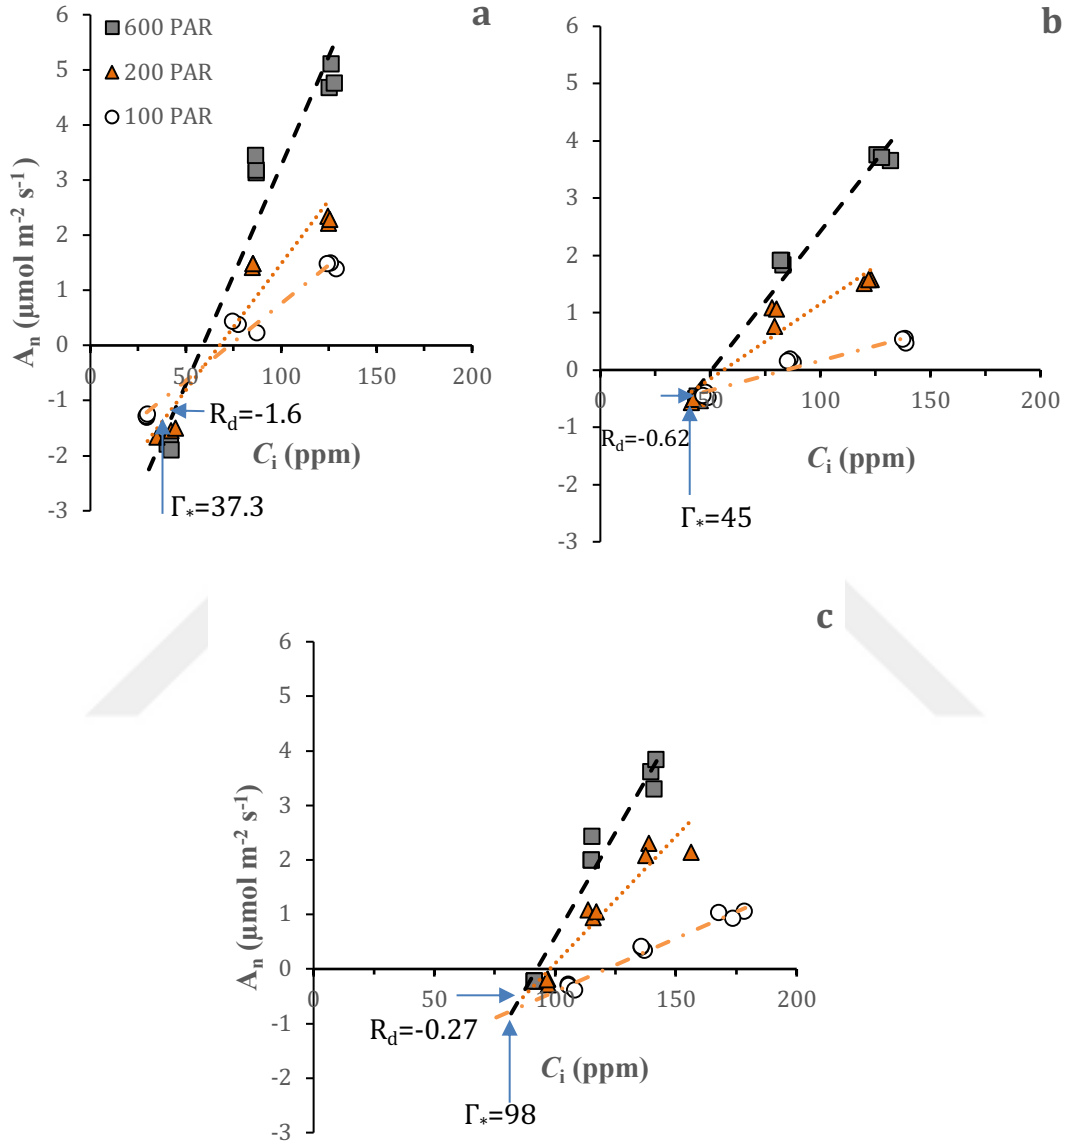 a
6
600 PAR
5
200 PAR
4
100 PAR
3
2
1
0
-1
-2
-3
Aₙ (µmol m⁻² s⁻¹ )
0 50 100 150 200
R_d=-1.6
Cᵢ (ppm)
Γ*=37.3
b
6
5
4
3
2
1
0
-1
-2
-3
0 50 100 150 200
R_d=-0.62
Cᵢ (ppm)
Γ*=45
c
6
5
4
3
2
1
0
-1
-2
-3
Aₙ (µmol m⁻² s⁻¹)
0 50 100 150 200
R_d=-0.27
Cᵢ (ppm)
Γ*=98